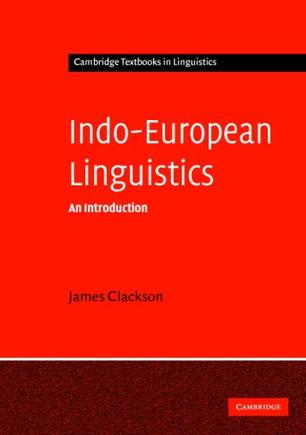 Cambridge Textbooks in Linguistics
Indo-European
Linguistics
An Introduction
James Clackson
CAMBRIDGE